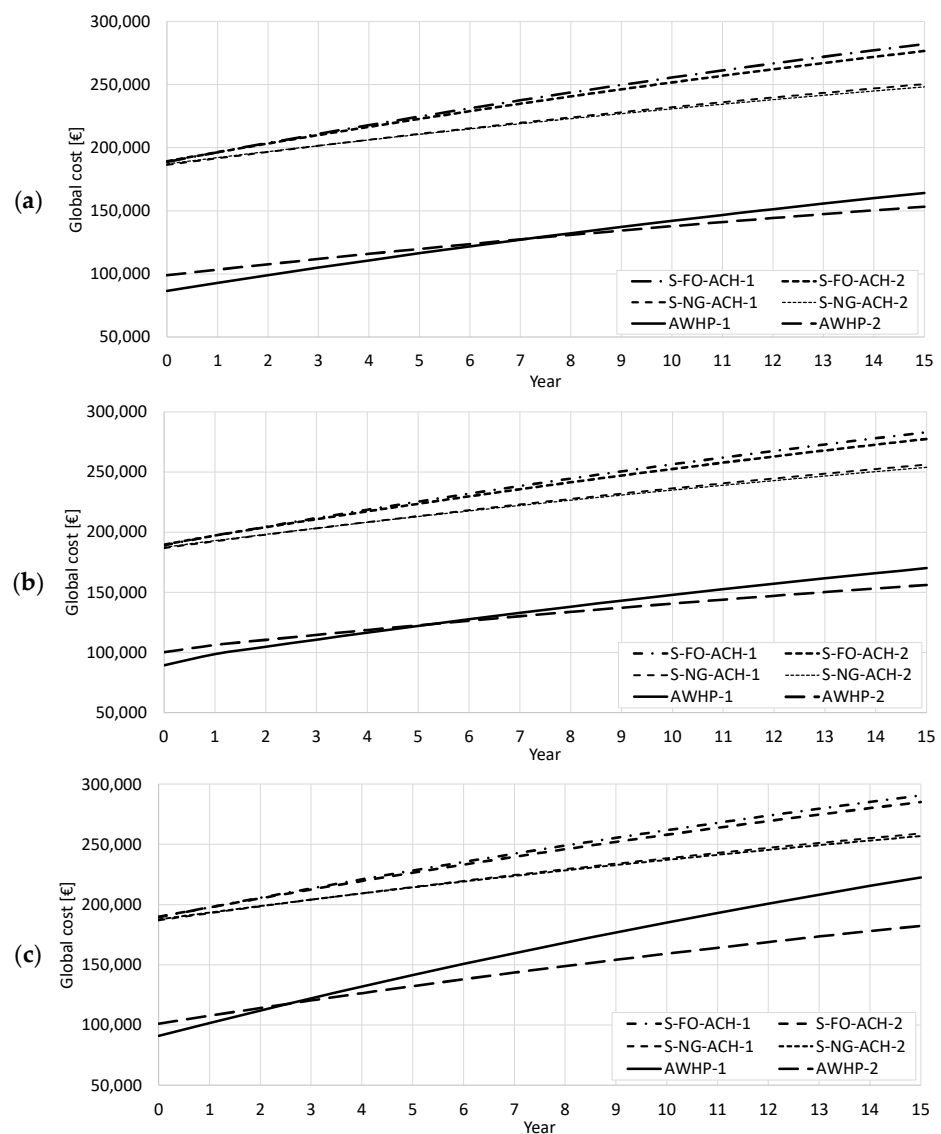 (a)
Global cost [€]
300,000
250,000
200,000
150,000
100,000
50,000
S-FO-ACH-1 S-FO-ACH-2
S-NG-ACH-1 S-NG-ACH-2
AWHP-1 AWHP-2
0 1 2 3 4 5 6 7 8 9 10 11 12 13 14 15
Year
(b)
Global cost [€]
300,000
250,000
200,000
150,000
100,000
50,000
S-FO-ACH-1 S-FO-ACH-2
S-NG-ACH-1 S-NG-ACH-2
AWHP-1 AWHP-2
0 1 2 3 4 5 6 7 8 9 10 11 12 13 14 15
Year
(c)
Global cost [€]
300,000
250,000
200,000
150,000
100,000
50,000
S-FO-ACH-1 S-FO-ACH-2
S-NG-ACH-1 S-NG-ACH-2
AWHP-1 AWHP-2
0 1 2 3 4 5 6 7 8 9 10 11 12 13 14 15
Year